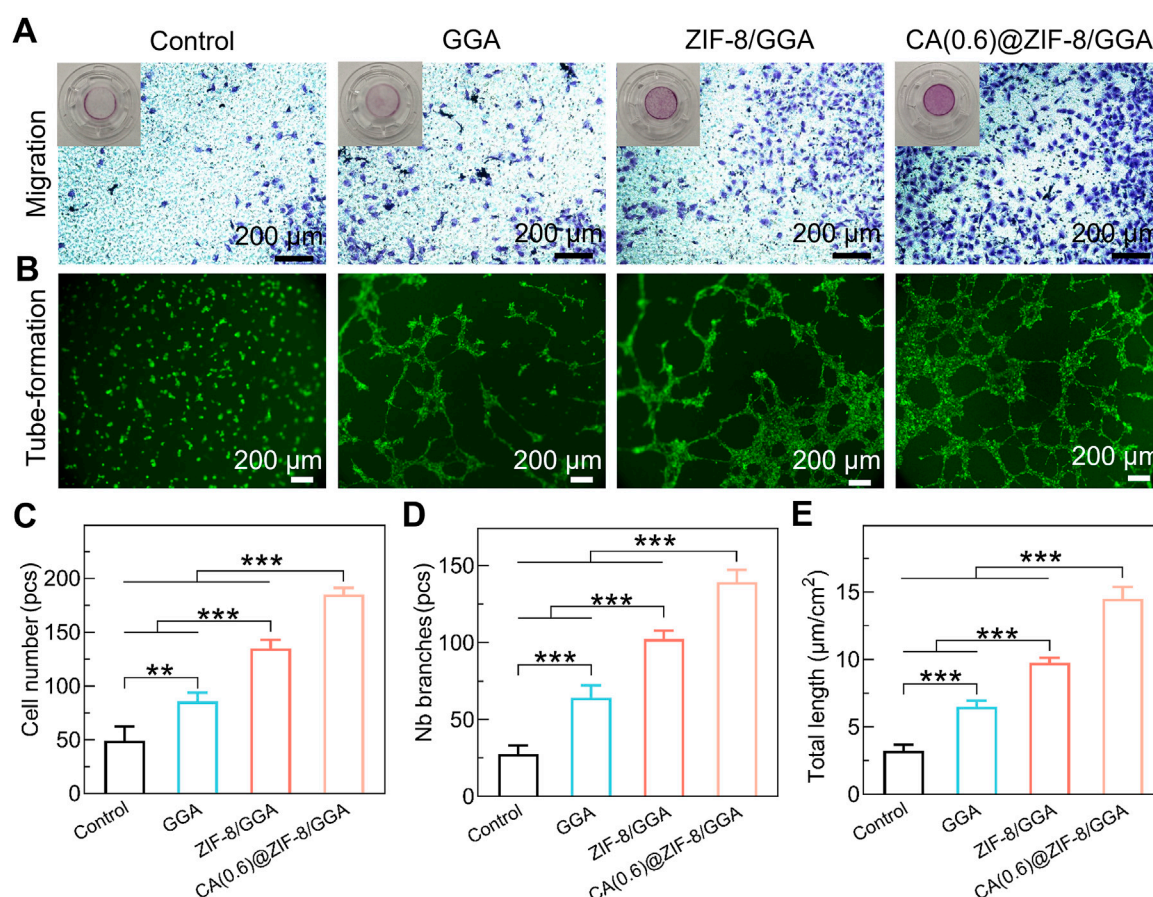 A
Control GGA ZIF-8/GGA CA(0.6)@ZIF-8/GGA
Migration
200 µm 200 µm 200 µm 200 µm
B
Tube-formation
200 µm 200 µm 200 µm 200 µm
C
Cell number (pcs)
200
150
100
50
0
***
***
**
Control GGA ZIF-8/GGA CA(0.6)@ZIF-8/GGA
D
Nb branches (pcs)
150
100
50
0
***
***
***
Control GGA ZIF-8/GGA CA(0.6)@ZIF-8/GGA
E
Total length (µm/cm²)
15
10
5
0
***
***
***
Control GGA ZIF-8/GGA CA(0.6)@ZIF-8/GGA